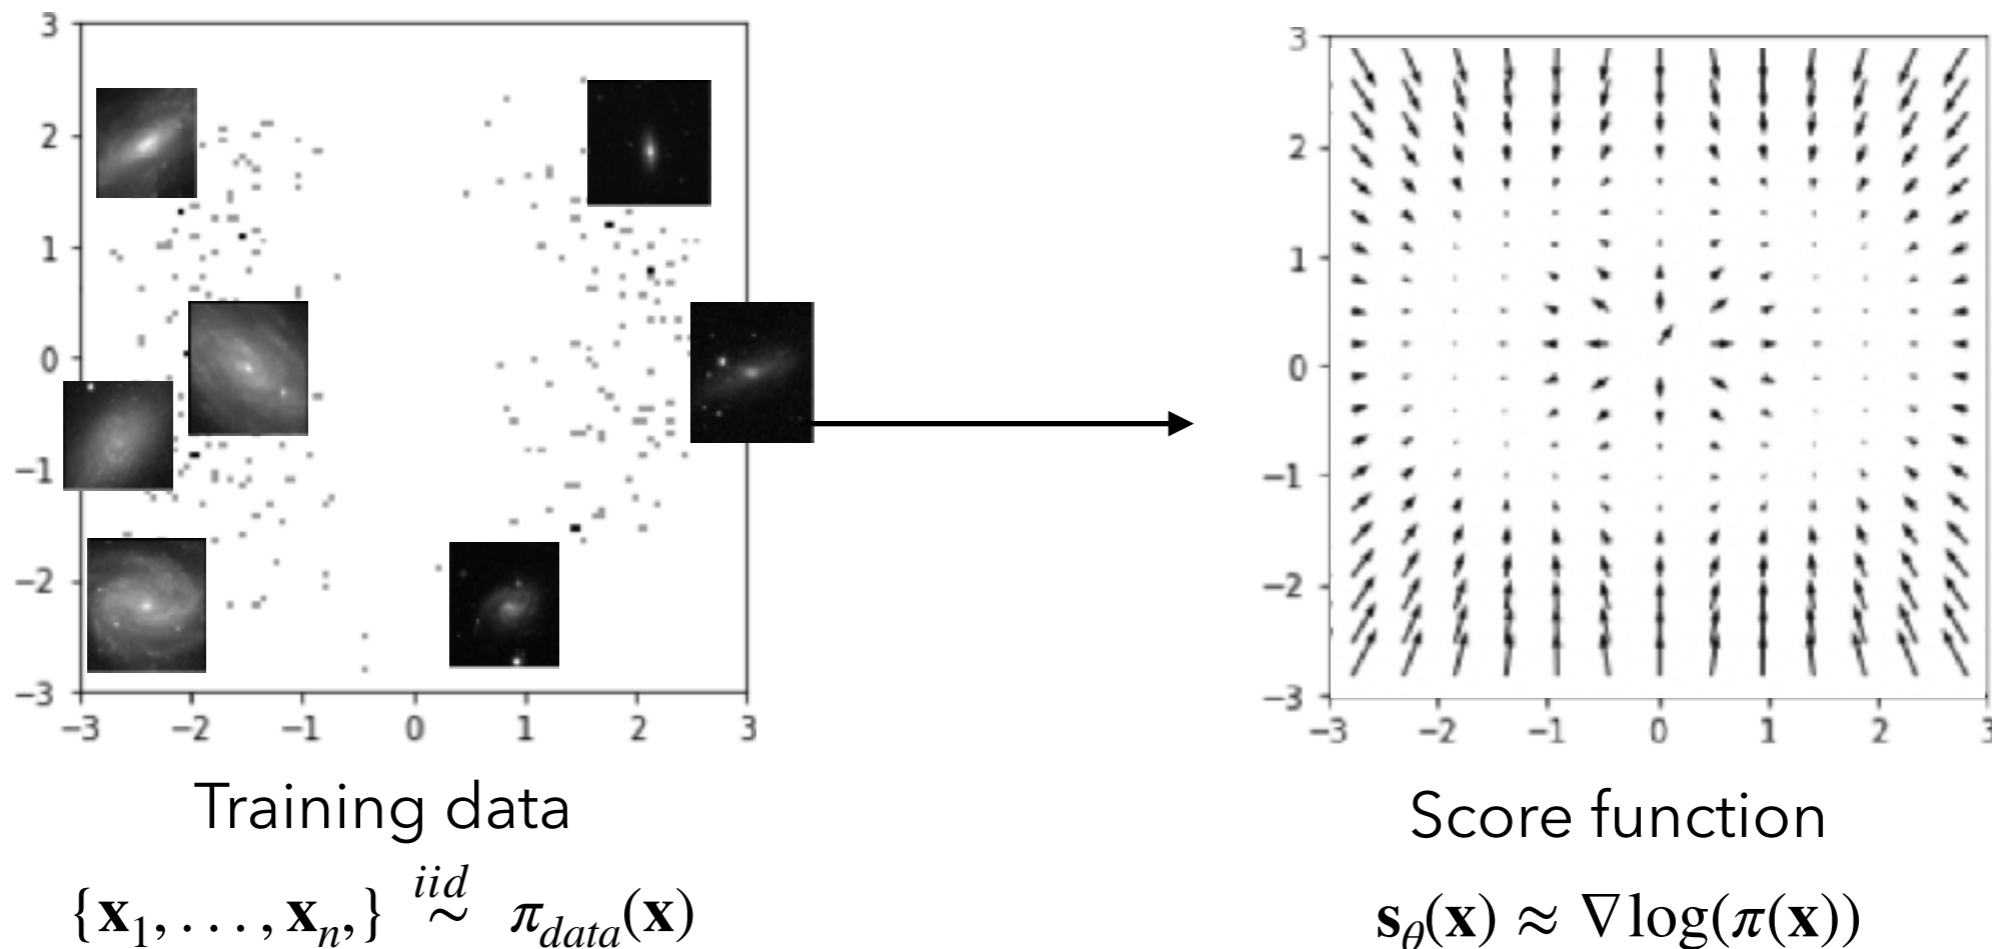 3
2
1
0
−1
−2
−3
−3 −2 −1 0 1 2 3
Training data
{x₁, . . . , xₙ,} iid ∼ π_data(x)
3
2
1
0
−1
−2
−3
−3 −2 −1 0 1 2 3
Score function
s_θ(x) ≈ ∇log(π(x))